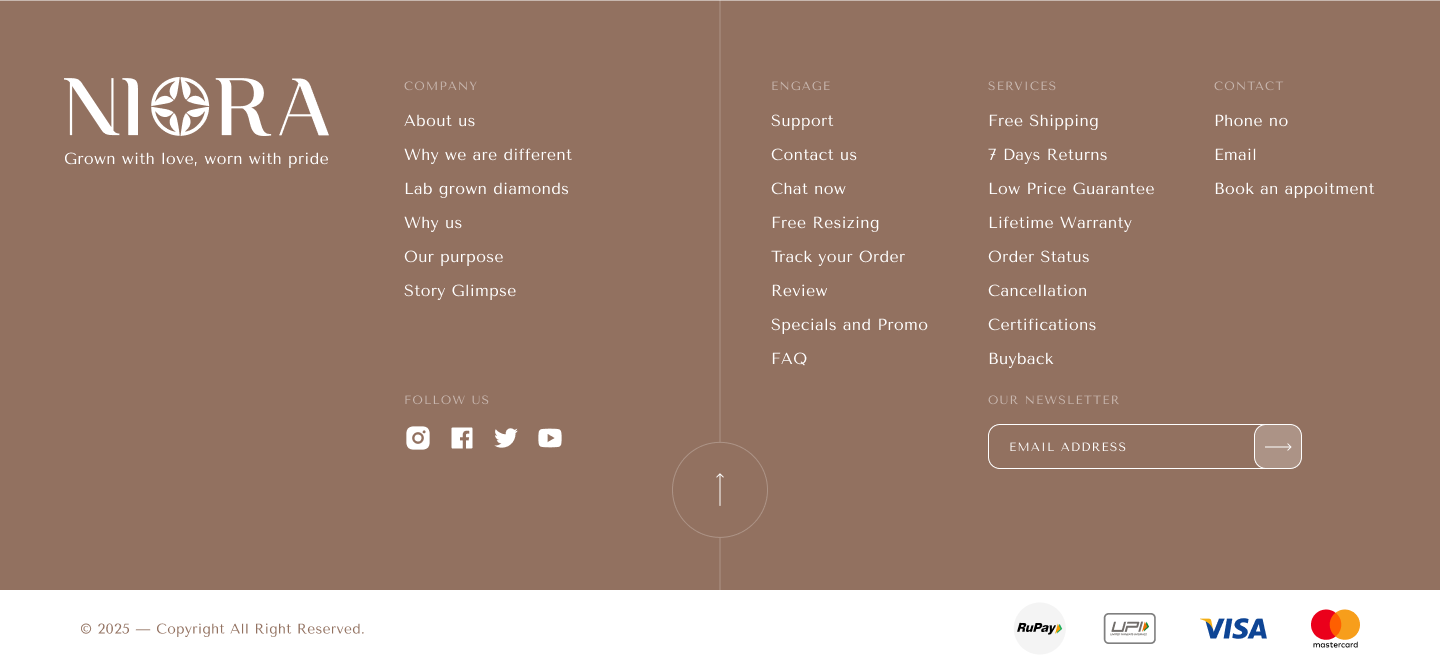 NIORA
Grown with love, worn with pride
COMPANY
About us
Why we are different
Lab grown diamonds
Why us
Our purpose
Story Glimpse
FOLLOW US
ENGAGE
Support
Contact us
Chat now
Free Resizing
Track your Order
Review
Specials and Promo
FAQ
SERVICES
Free Shipping
7 Days Returns
Low Price Guarantee
Lifetime Warranty
Order Status
Cancellation
Certifications
Buyback
CONTACT
Phone no
Email
Book an appoitment
OUR NEWSLETTER
EMAIL ADDRESS
© 2025 — Copyright All Right Reserved.
RuPay
UPI
VISA
mastercard